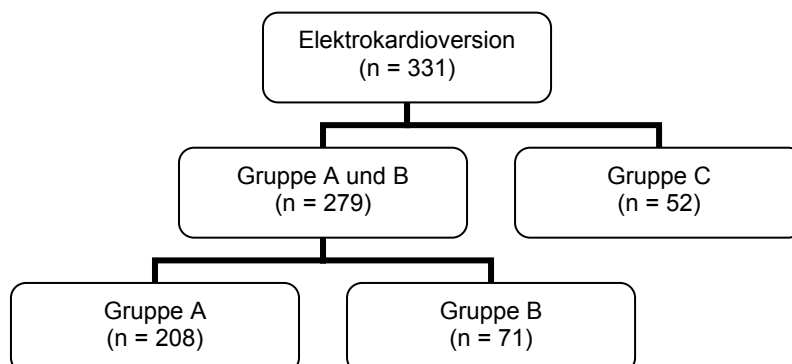 Elektrokardioversion
(n = 331)
Gruppe A und B
(n = 279)
Gruppe C
(n = 52)
Gruppe A
(n = 208)
Gruppe B
(n = 71)